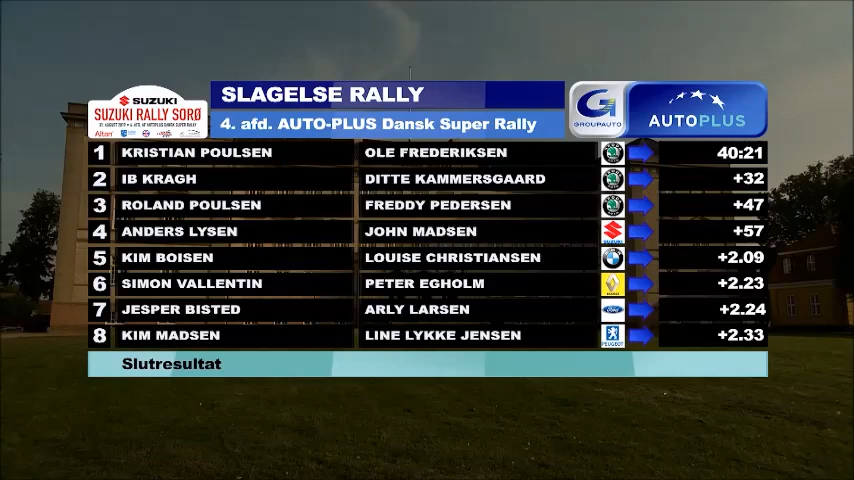 SUZUKI
SUZUKI RALLY SORØ
SLAGELSE RALLY
4. afd. AUTO-PLUS Dansk Super Rally
GROUPAUTO
AUTOPLUS
1 KRISTIAN POULSEN OLE FREDERIKSEN 40:21
2 IB KRAGH DITTE KAMMERSGAARD +32
3 ROLAND POULSEN FREDDY PEDERSEN +47
4 ANDERS LYSEN JOHN MADSEN SUZUKI +57
5 KIM BOISEN LOUISE CHRISTIANSEN +2.09
6 SIMON VALLENTIN PETER EGHOLM +2.23
7 JESPER BISTED ARLY LARSEN Ford +2.24
8 KIM MADSEN LINE LYKKE JENSEN PEUGEOT +2.33
Slutresultat